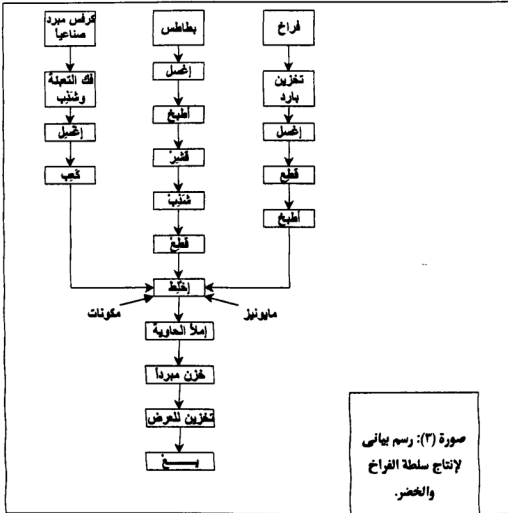 فراخ
تخزين
بارد
إغسل
قطع
أطبخ
بطاطس
إغسل
أطبخ
قشر
شذب
قطع
كرفس مبرد
صناعياً
فك التعبئة
وشذب
إغسل
كعب
إخلط
مايونيز
مكونات
إملأ الحاوية
خزن مبرداً
تخزين للعرض
بـــــع
صورة (٣): رسم بيانى
لإنتاج سلطة الفراخ
والخضر.